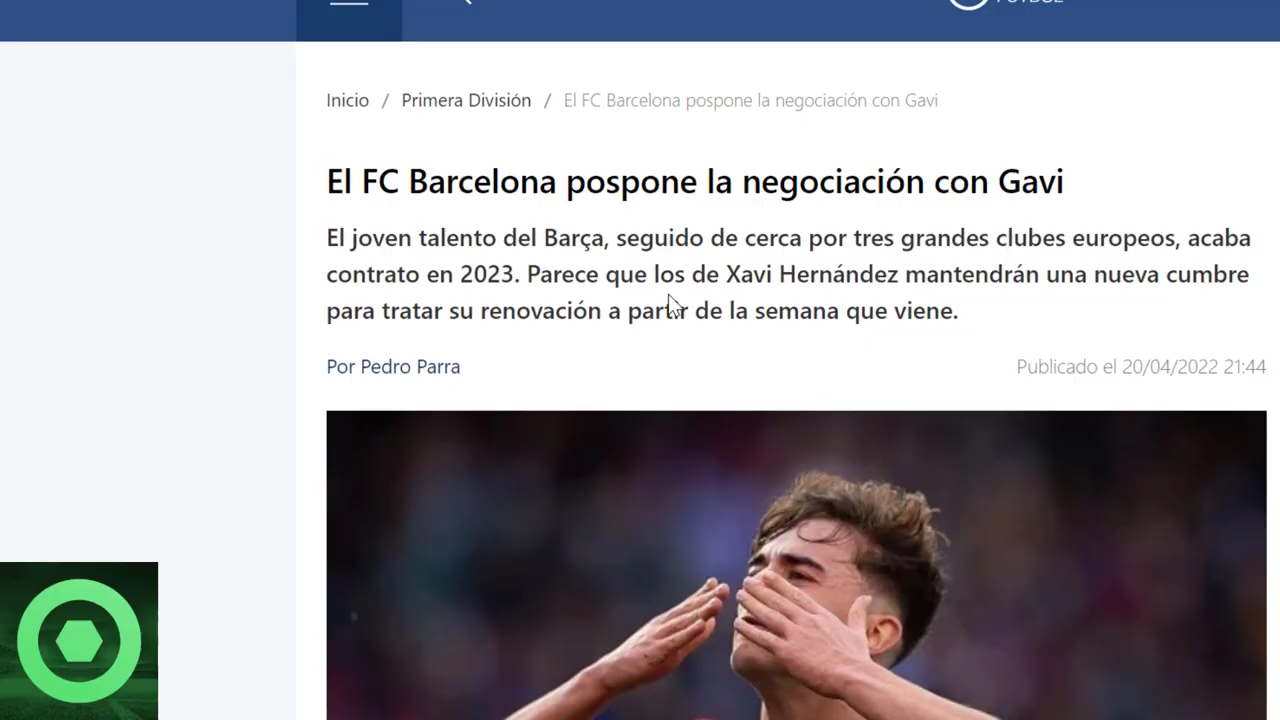 Inicio / Primera División / El FC Barcelona pospone la negociación con Gavi
El FC Barcelona pospone la negociación con Gavi
El joven talento del Barça, seguido de cerca por tres grandes clubes europeos, acaba
contrato en 2023. Parece que los de Xavi Hernández mantendrán una nueva cumbre
para tratar su renovación a partir de la semana que viene.
Por Pedro Parra
Publicado el 20/04/2022 21:44